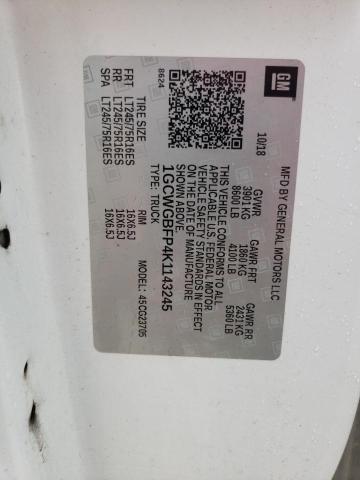 GM
MFD BY GENERAL MOTORS LLC
10/18
GVWR
3901 KG
8600 LB
GAWR FRT
1860 KG
4100 LB
GAWR RR
2431 KG
5360 LB
THIS VEHICLE CONFORMS TO ALL
APPLICABLE U.S. FEDERAL MOTOR
VEHICLE SAFETY STANDARDS IN EFFECT
ON THE DATE OF MANUFACTURE
SHOWN ABOVE.
1GCWGBFP4K1143245
TYPE: TRUCK
MODEL: 45CG23705
8624
TIRE SIZE RIM
FRT LT245/75R16ES 16X6.5J
RR LT245/75R16ES 16X6.5J
SPA LT245/75R16ES 16X6.5J